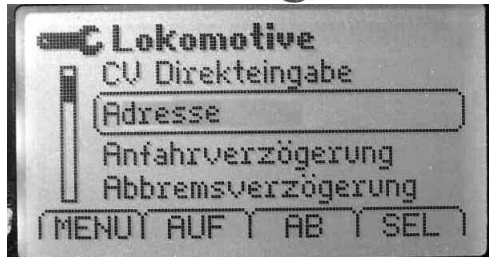 Lokomotive
CV Direkteingabe
Adresse
Anfahrverzögerung
Abbremsverzögerung
MENU AUF AB SEL